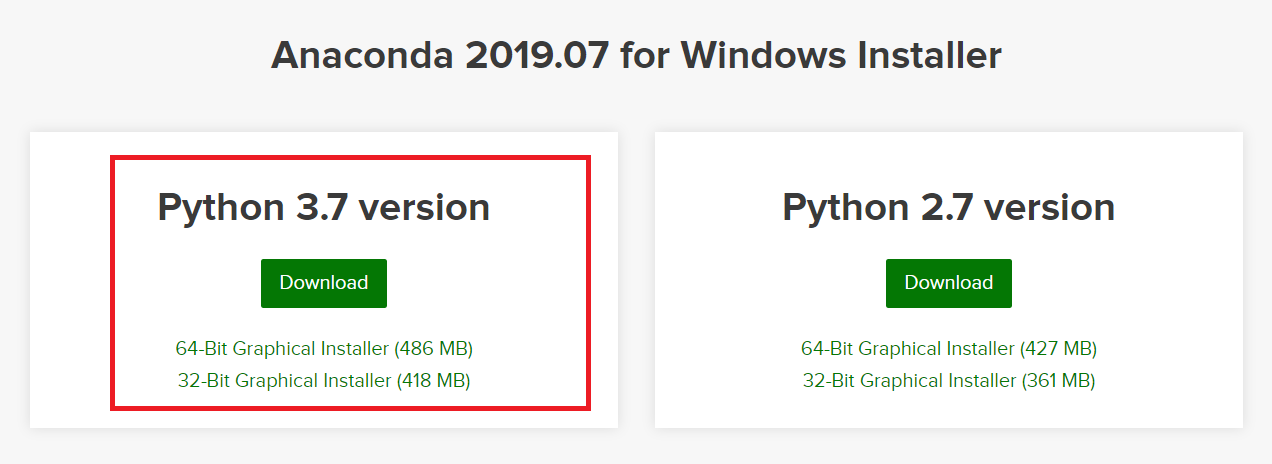 Anaconda 2019.07 for Windows Installer
Python 3.7 version
Download
64-Bit Graphical Installer (486 MB)
32-Bit Graphical Installer (418 MB)
Python 2.7 version
Download
64-Bit Graphical Installer (427 MB)
32-Bit Graphical Installer (361 MB)